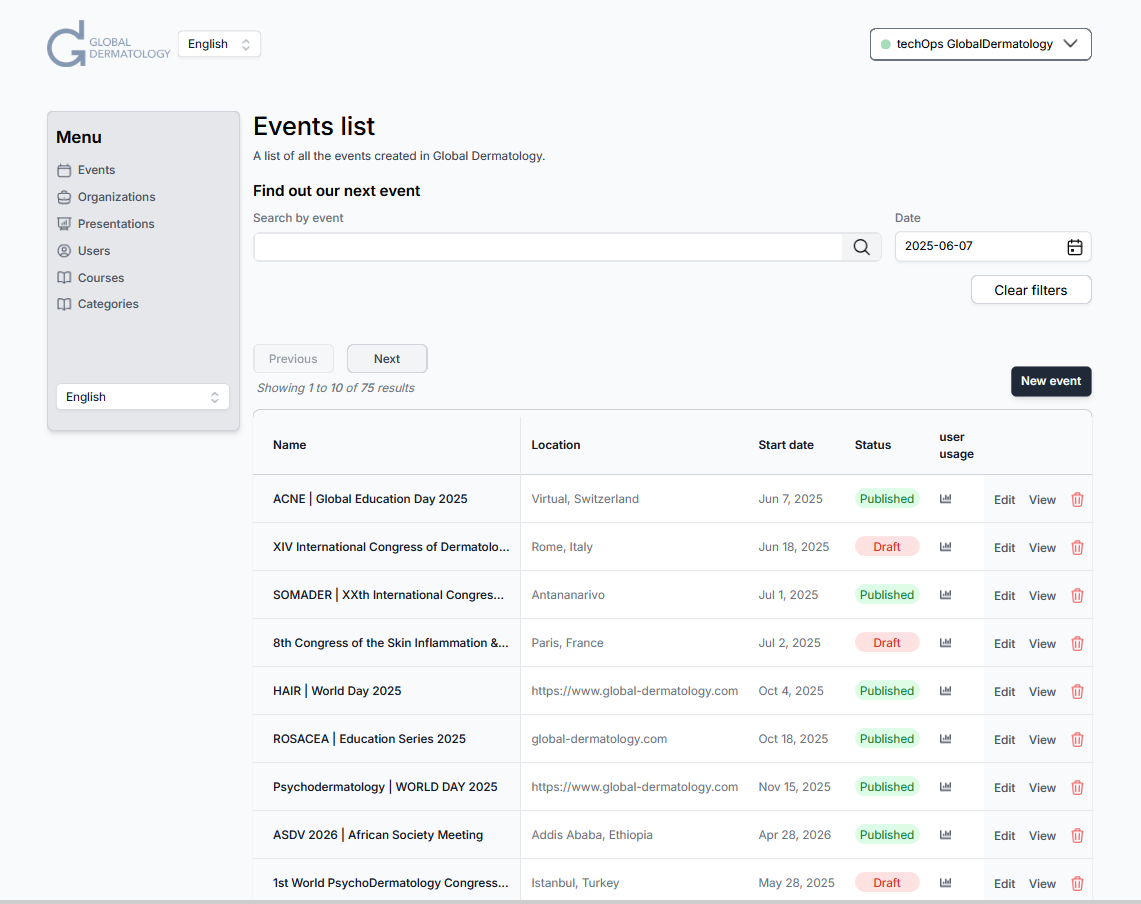 GLOBAL
DERMATOLOGY
English
techOps GlobalDermatology
Menu
Events
Organizations
Presentations
Users
Courses
Categories
English
Events list
A list of all the events created in Global Dermatology.
Find out our next event
Search by event
Date
2025-06-07
Clear filters
Previous
Next
Showing 1 to 10 of 75 results
New event
Name Location Start date Status user usage
ACNE | Global Education Day 2025 Virtual, Switzerland Jun 7, 2025 Published Edit View
XIV International Congress of Dermatolo... Rome, Italy Jun 18, 2025 Draft Edit View
SOMADER | XXth International Congres... Antananarivo Jul 1, 2025 Published Edit View
8th Congress of the Skin Inflammation &... Paris, France Jul 2, 2025 Draft Edit View
HAIR | World Day 2025 https://www.global-dermatology.com Oct 4, 2025 Published Edit View
ROSACEA | Education Series 2025 global-dermatology.com Oct 18, 2025 Published Edit View
Psychodermatology | WORLD DAY 2025 https://www.global-dermatology.com Nov 15, 2025 Published Edit View
ASDV 2026 | African Society Meeting Addis Ababa, Ethiopia Apr 28, 2026 Published Edit View
1st World PsychoDermatology Congress... Istanbul, Turkey May 28, 2025 Draft Edit View